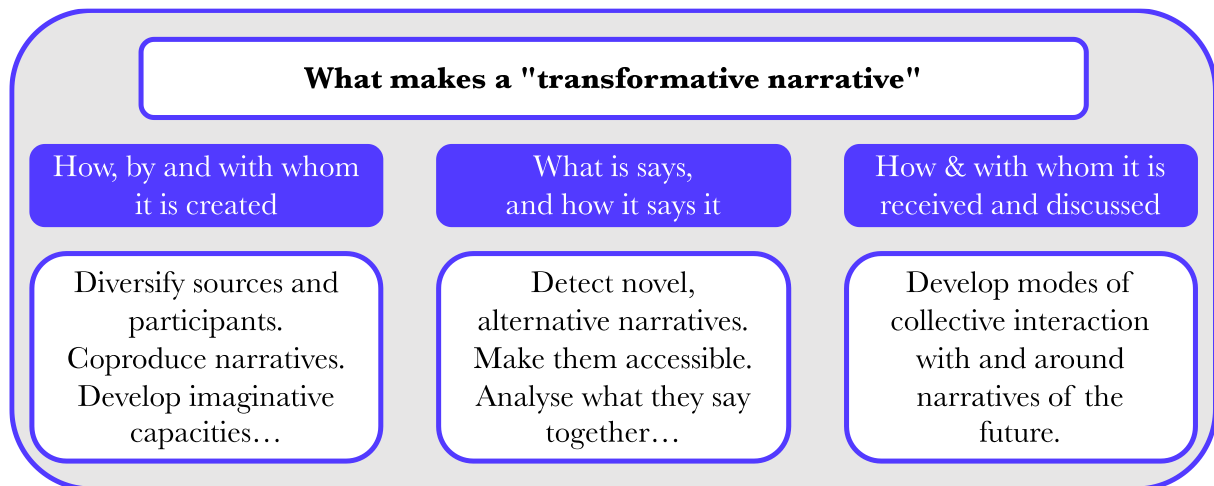 What makes a "transformative narrative"
How, by and with whom
it is created
Diversify sources and
participants.
Coproduce narratives.
Develop imaginative
capacities…
What is says,
and how it says it
Detect novel,
alternative narratives.
Make them accessible.
Analyse what they say
together…
How & with whom it is
received and discussed
Develop modes of
collective interaction
with and around
narratives of the
future.